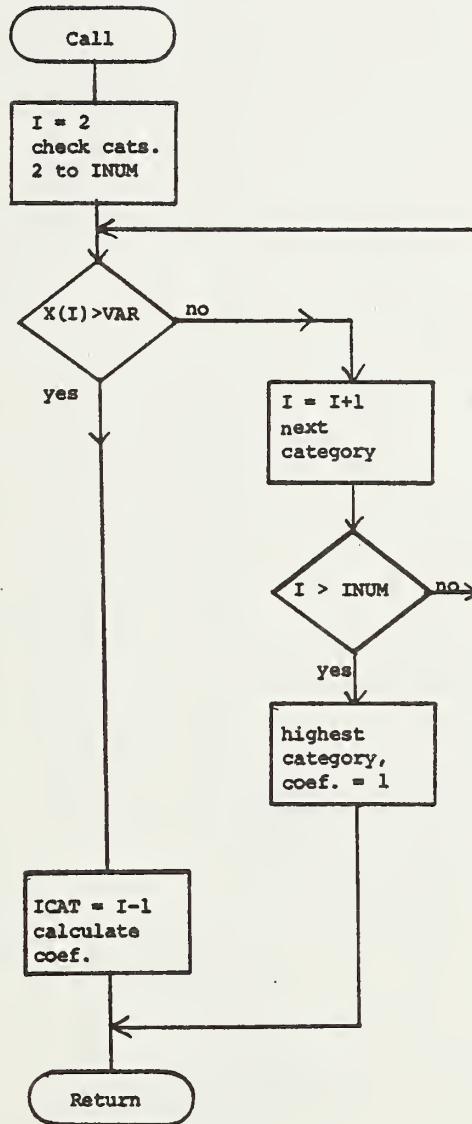 Call
I = 2
check cats.
2 to INUM
X(I)>VAR
no
yes
I = I+1
next
category
I > INUM
no
yes
highest
category,
coef. = 1
ICAT = I-1
calculate
coef.
Return